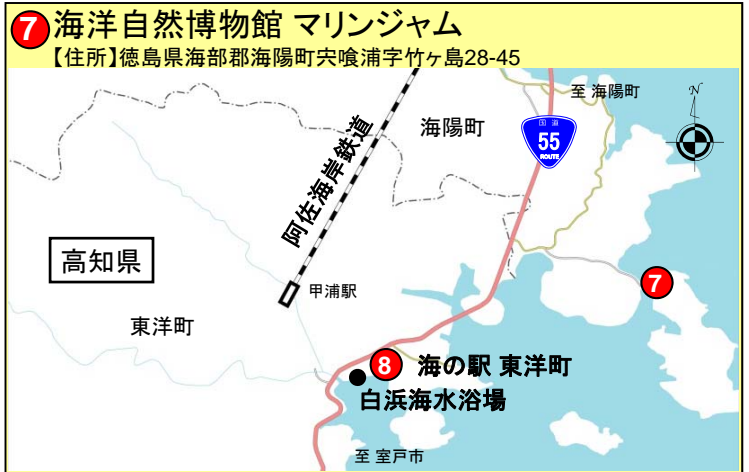 7 海洋自然博物館 マリンジャム
【住所】徳島県海部郡海陽町宍喰浦字竹ヶ島28-45
至 海陽町
N
海陽町
国道
55
ROUTE
阿佐海岸鉄道
高知県
甲浦駅
7
東洋町
8 海の駅 東洋町
白浜海水浴場
至 室戸市